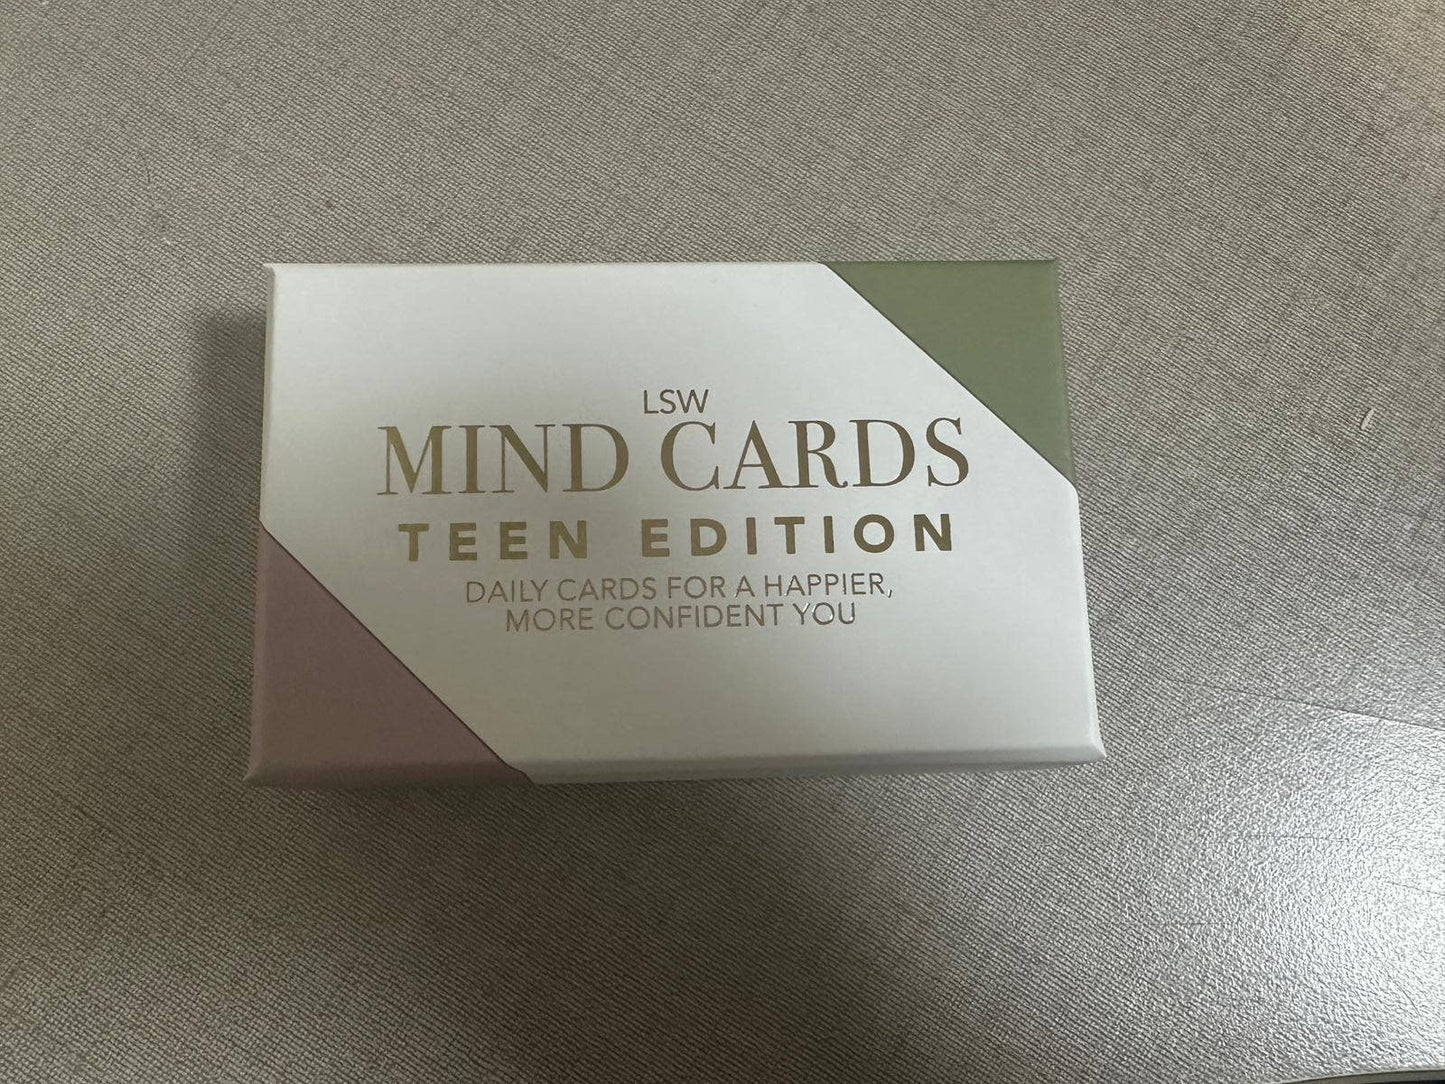 LSW
MIND CARDS
TEEN EDITION
DAILY CARDS FOR A HAPPIER,
MORE CONFIDENT YOU